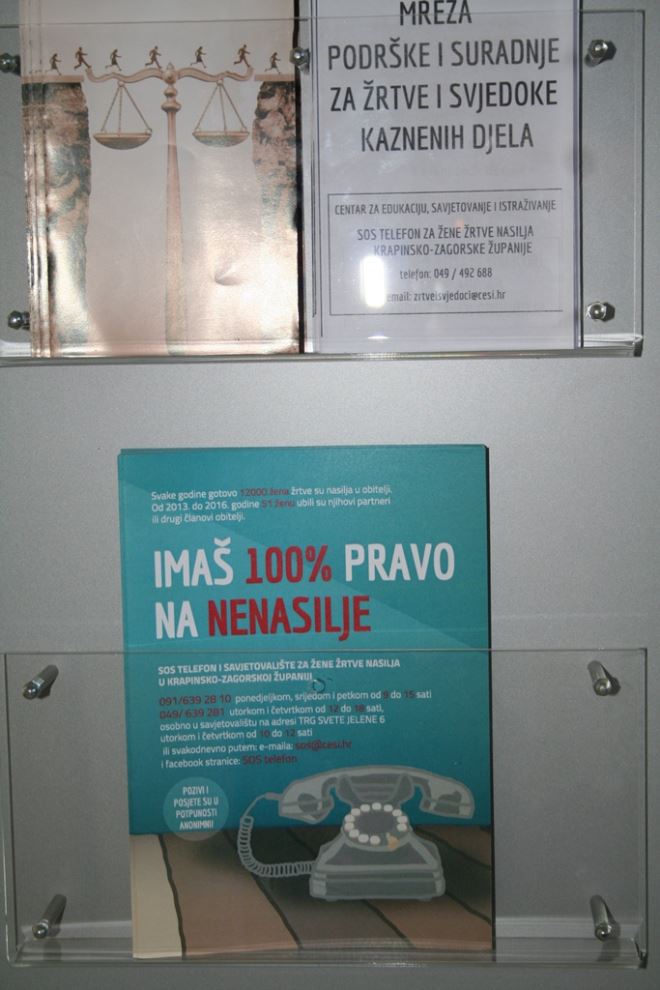 MREŽA
PODRŠKE I SURADNJE
ZA ŽRTVE I SVJEDOKE
KAZNENIH DJELA
CENTAR ZA EDUKACIJU, SAVJETOVANJE I ISTRAŽIVANJE
SOS TELEFON ZA ŽENE ŽRTVE NASILJA
KRAPINSKO-ZAGORSKE ŽUPANIJE
telefon: 049 / 492 688
email: zrtveisvjedoci@cesi.hr
Svake godine gotovo 12000 žena žrtve su nasilja u obitelji.
Od 2013. do 2016. godine 51 ženu ubili su njihovi partneri
ili drugi članovi obitelji.
IMAŠ 100% PRAVO
NA NENASILJE
SOS TELEFON I SAVJETOVALIŠTE ZA ŽENE ŽRTVE NASILJA
U KRAPINSKO-ZAGORSKOJ ŽUPANIJI
091/639 28 10 ponedjeljkom, srijedom i petkom od 9 do 15 sati
049/ 639 281 utorkom i četvrtkom od 12 do 18 sati,
osobno u savjetovalištu na adresi TRG SVETE JELENE 6
utorkom i četvrtkom od 10 do 12 sati
ili svakodnevno putem: e-maila: sos@cesi.hr
i facebook stranice: SOS telefon
POZIVI I
POSJETE SU U
POTPUNOSTI
ANONIMNI!